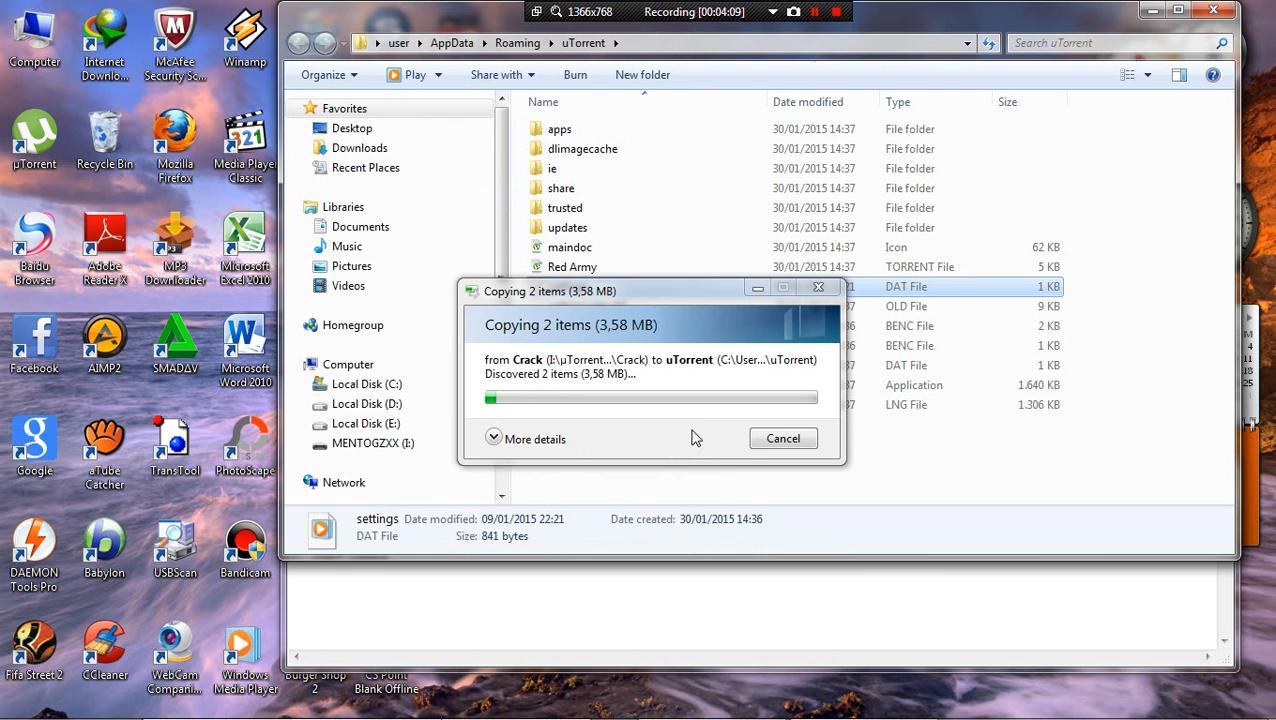 1366x768
Recording [00:04:09]
user
AppData
Roaming
uTorrent
Search uTorrent
Organize
Play
Share with
Burn
New folder
Name
Date modified
Type
Size
Favorites
Desktop
Downloads
Recent Places
Libraries
Documents
Music
Pictures
Videos
Homegroup
Computer
Local Disk (C:)
Local Disk (D:)
Local Disk (E:)
MENTOGZXX (I:)
Network
apps 30/01/2015 14:37 File folder
dlimagecache 30/01/2015 14:37 File folder
ie 30/01/2015 14:37 File folder
share 30/01/2015 14:37 File folder
trusted 30/01/2015 14:37 File folder
updates 30/01/2015 14:37 File folder
maindoc 30/01/2015 14:37 Icon 62 KB
Red Army 30/01/2015 14:37 TORRENT File 5 KB
DAT File 1 KB
OLD File 9 KB
BENC File 2 KB
BENC File 1 KB
DAT File 1 KB
Application 1.640 KB
LNG File 1.306 KB
Copying 2 items (3,58 MB)
Copying 2 items (3,58 MB)
from Crack (I:\µTorrent...\Crack) to uTorrent (C:\User...\uTorrent)
Discovered 2 items (3,58 MB)...
More details
Cancel
settings Date modified: 09/01/2015 22:21 Date created: 30/01/2015 14:36
DAT File Size: 841 bytes
Computer
Internet
Downlo...
McAfee
Security Sc...
Winamp
µTorrent
Recycle Bin
Mozilla
Firefox
Media Player
Classic
Baidu
Browser
Adobe
Reader X
MP3
Downloader
Microsoft
Excel 2010
Facebook
AIMP2
SMADΔV
Microsoft
Word 2010
Google
aTube
Catcher
TransTool
PhotoScape
DAEMON
Tools Pro
Babylon
USBScan
Bandicam
Fifa Street 2
CCleaner
WebCam
Compani...
Windows
Media Player
Burger Shop
2
CS Point
Blank Offline